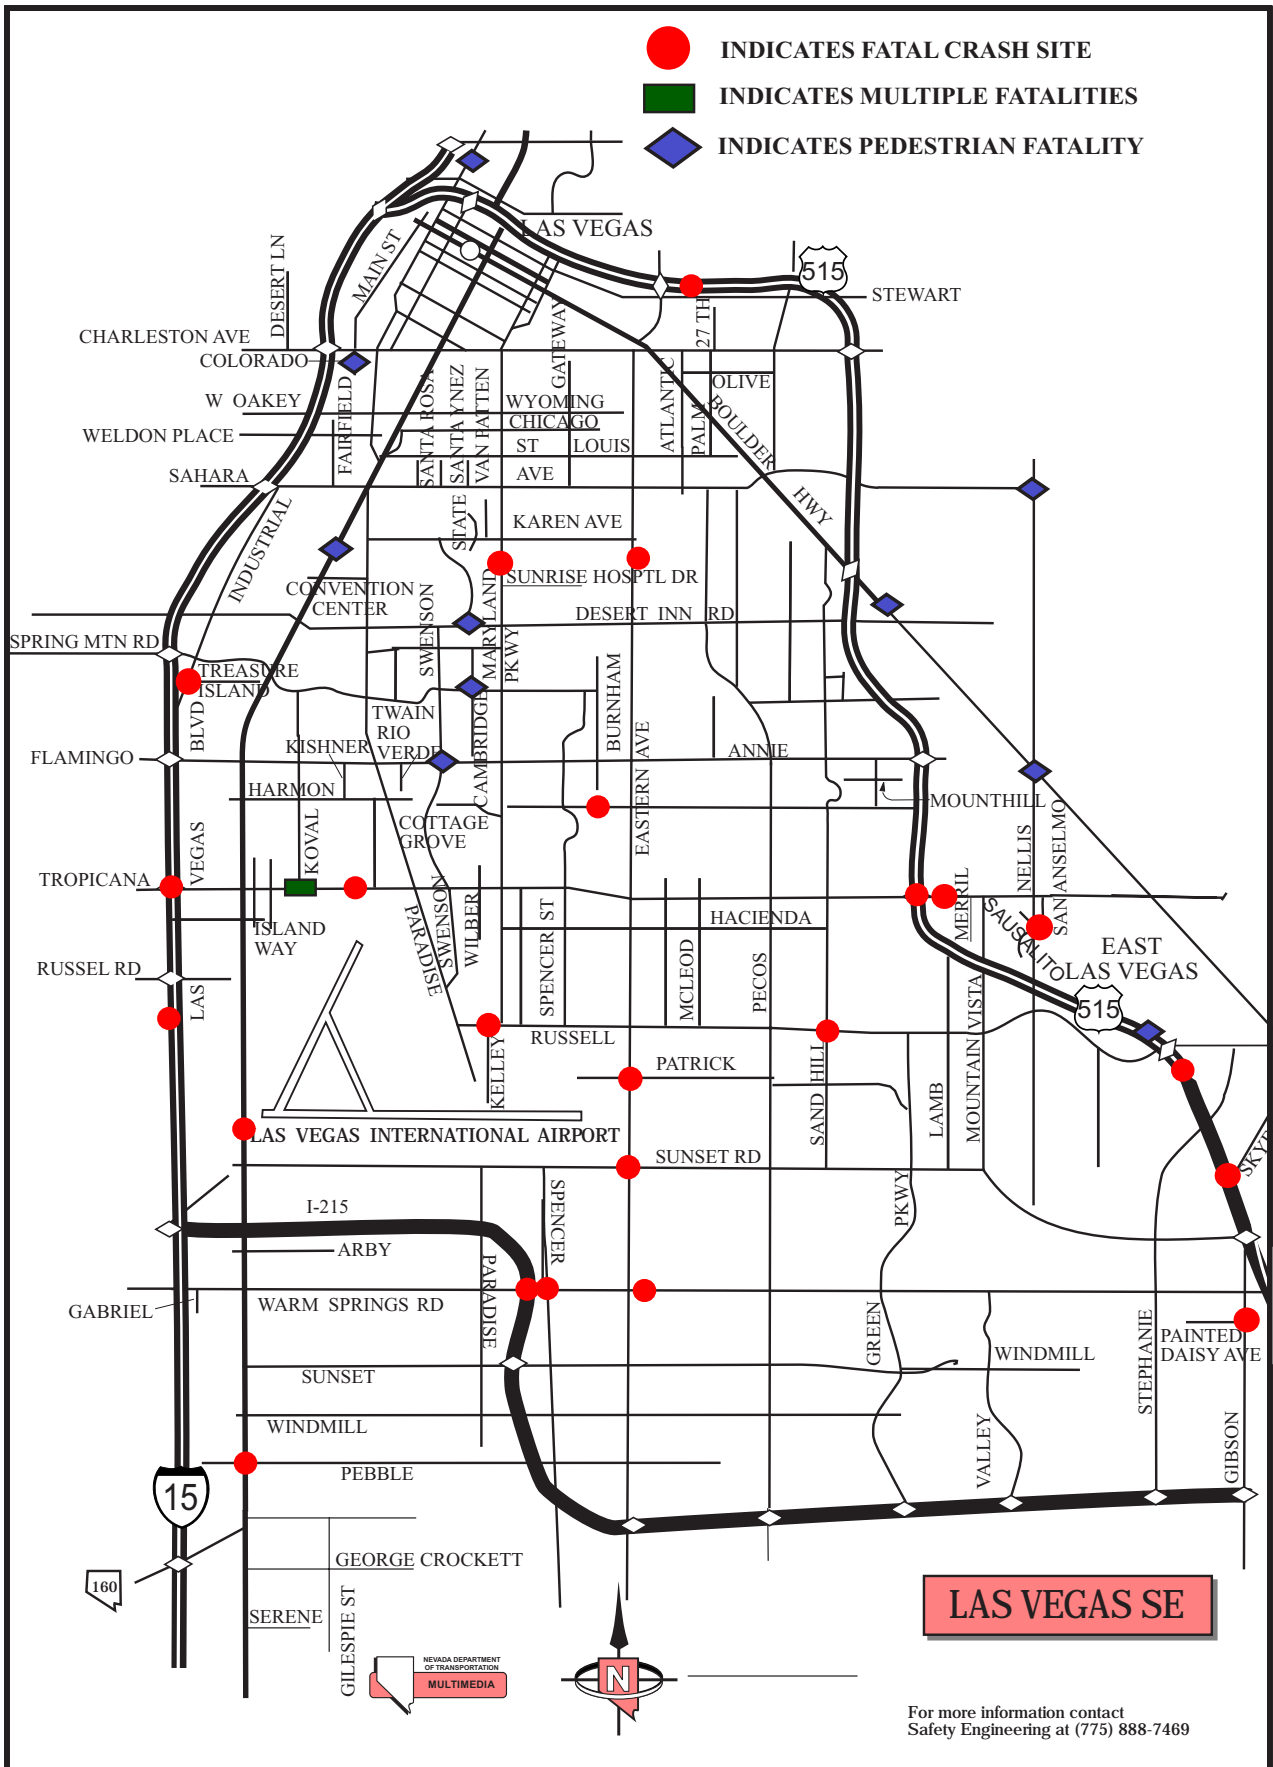 INDICATES FATAL CRASH SITE
INDICATES MULTIPLE FATALITIES
INDICATES PEDESTRIAN FATALITY
LAS VEGAS
DESERT LN
MAIN ST
515
STEWART
27 TH
GATEWAY
CHARLESTON AVE
COLORADO
OLIVE
W OAKEY
WYOMING
CHICAGO
WELDON PLACE
ST LOUIS
FAIRFIELD
SANTA ROSA
SANTA YNEZ
VAN PATTEN
ATLANTIC
PALM
BOULDER
HWY
SAHARA
AVE
INDUSTRIAL
STATE
KAREN AVE
SUNRISE HOSPTL DR
CONVENTION
CENTER
SWENSON
MARYLAND
PKWY
DESERT INN RD
SPRING MTN RD
TREASURE
ISLAND
BLVD
TWAIN
RIO
VERDE
KISHNER
CAMBRIDGE
BURNHAM
EASTERN AVE
FLAMINGO
ANNIE
HARMON
MOUNTHILL
COTTAGE
GROVE
KOVAL
VEGAS
TROPICANA
NELLIS
SAN ANSELMO
MERRIL
SAUSALITO
ISLAND
WAY
PARADISE
SWENSON
SWENSON
WILBER
SPENCER ST
HACIENDA
MCLEOD
PECOS
EAST
LAS VEGAS
515
RUSSEL RD
LAS
RUSSELL
KELLEY
PATRICK
SAND HILL
LAMB
MOUNTAIN VISTA
LAS VEGAS INTERNATIONAL AIRPORT
SUNSET RD
SKYE
I-215
SPENCER
PKWY
ARBY
GABRIEL
WARM SPRINGS RD
PARADISE
GREEN
STEPHANIE
PAINTED
DAISY AVE
SUNSET
WINDMILL
WINDMILL
VALLEY
GIBSON
PEBBLE
15
160
GEORGE CROCKETT
SERENE
GILESPIE ST
LAS VEGAS SE
NEVADA DEPARTMENT
OF TRANSPORTATION
MULTIMEDIA
N
For more information contact
Safety Engineering at (775) 888-7469